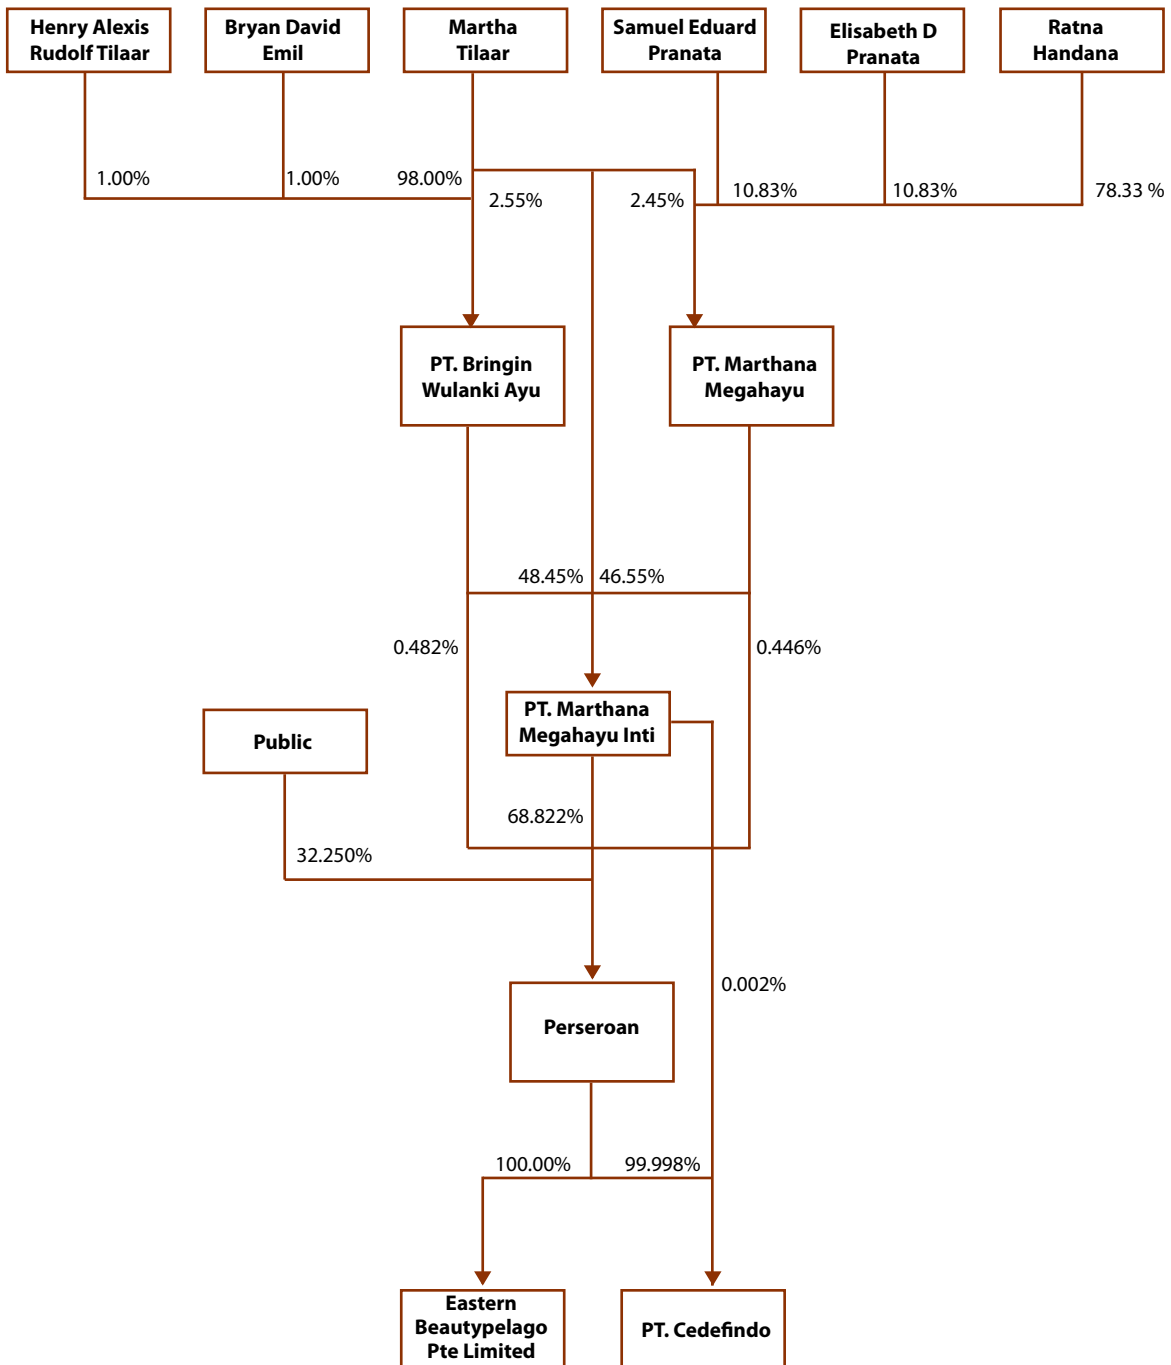 Henry Alexis
Rudolf Tilaar
Bryan David
Emil
Martha
Tilaar
Samuel Eduard
Pranata
Elisabeth D
Pranata
Ratna
Handana
1.00%
1.00%
98.00%
2.55%
2.45%
10.83%
10.83%
78.33 %
PT. Bringin
Wulanki Ayu
PT. Marthana
Megahayu
48.45%
46.55%
0.482%
0.446%
PT. Marthana
Megahayu Inti
Public
68.822%
32.250%
0.002%
Perseroan
100.00%
99.998%
Eastern
Beautypelago
Pte Limited
PT. Cedefindo